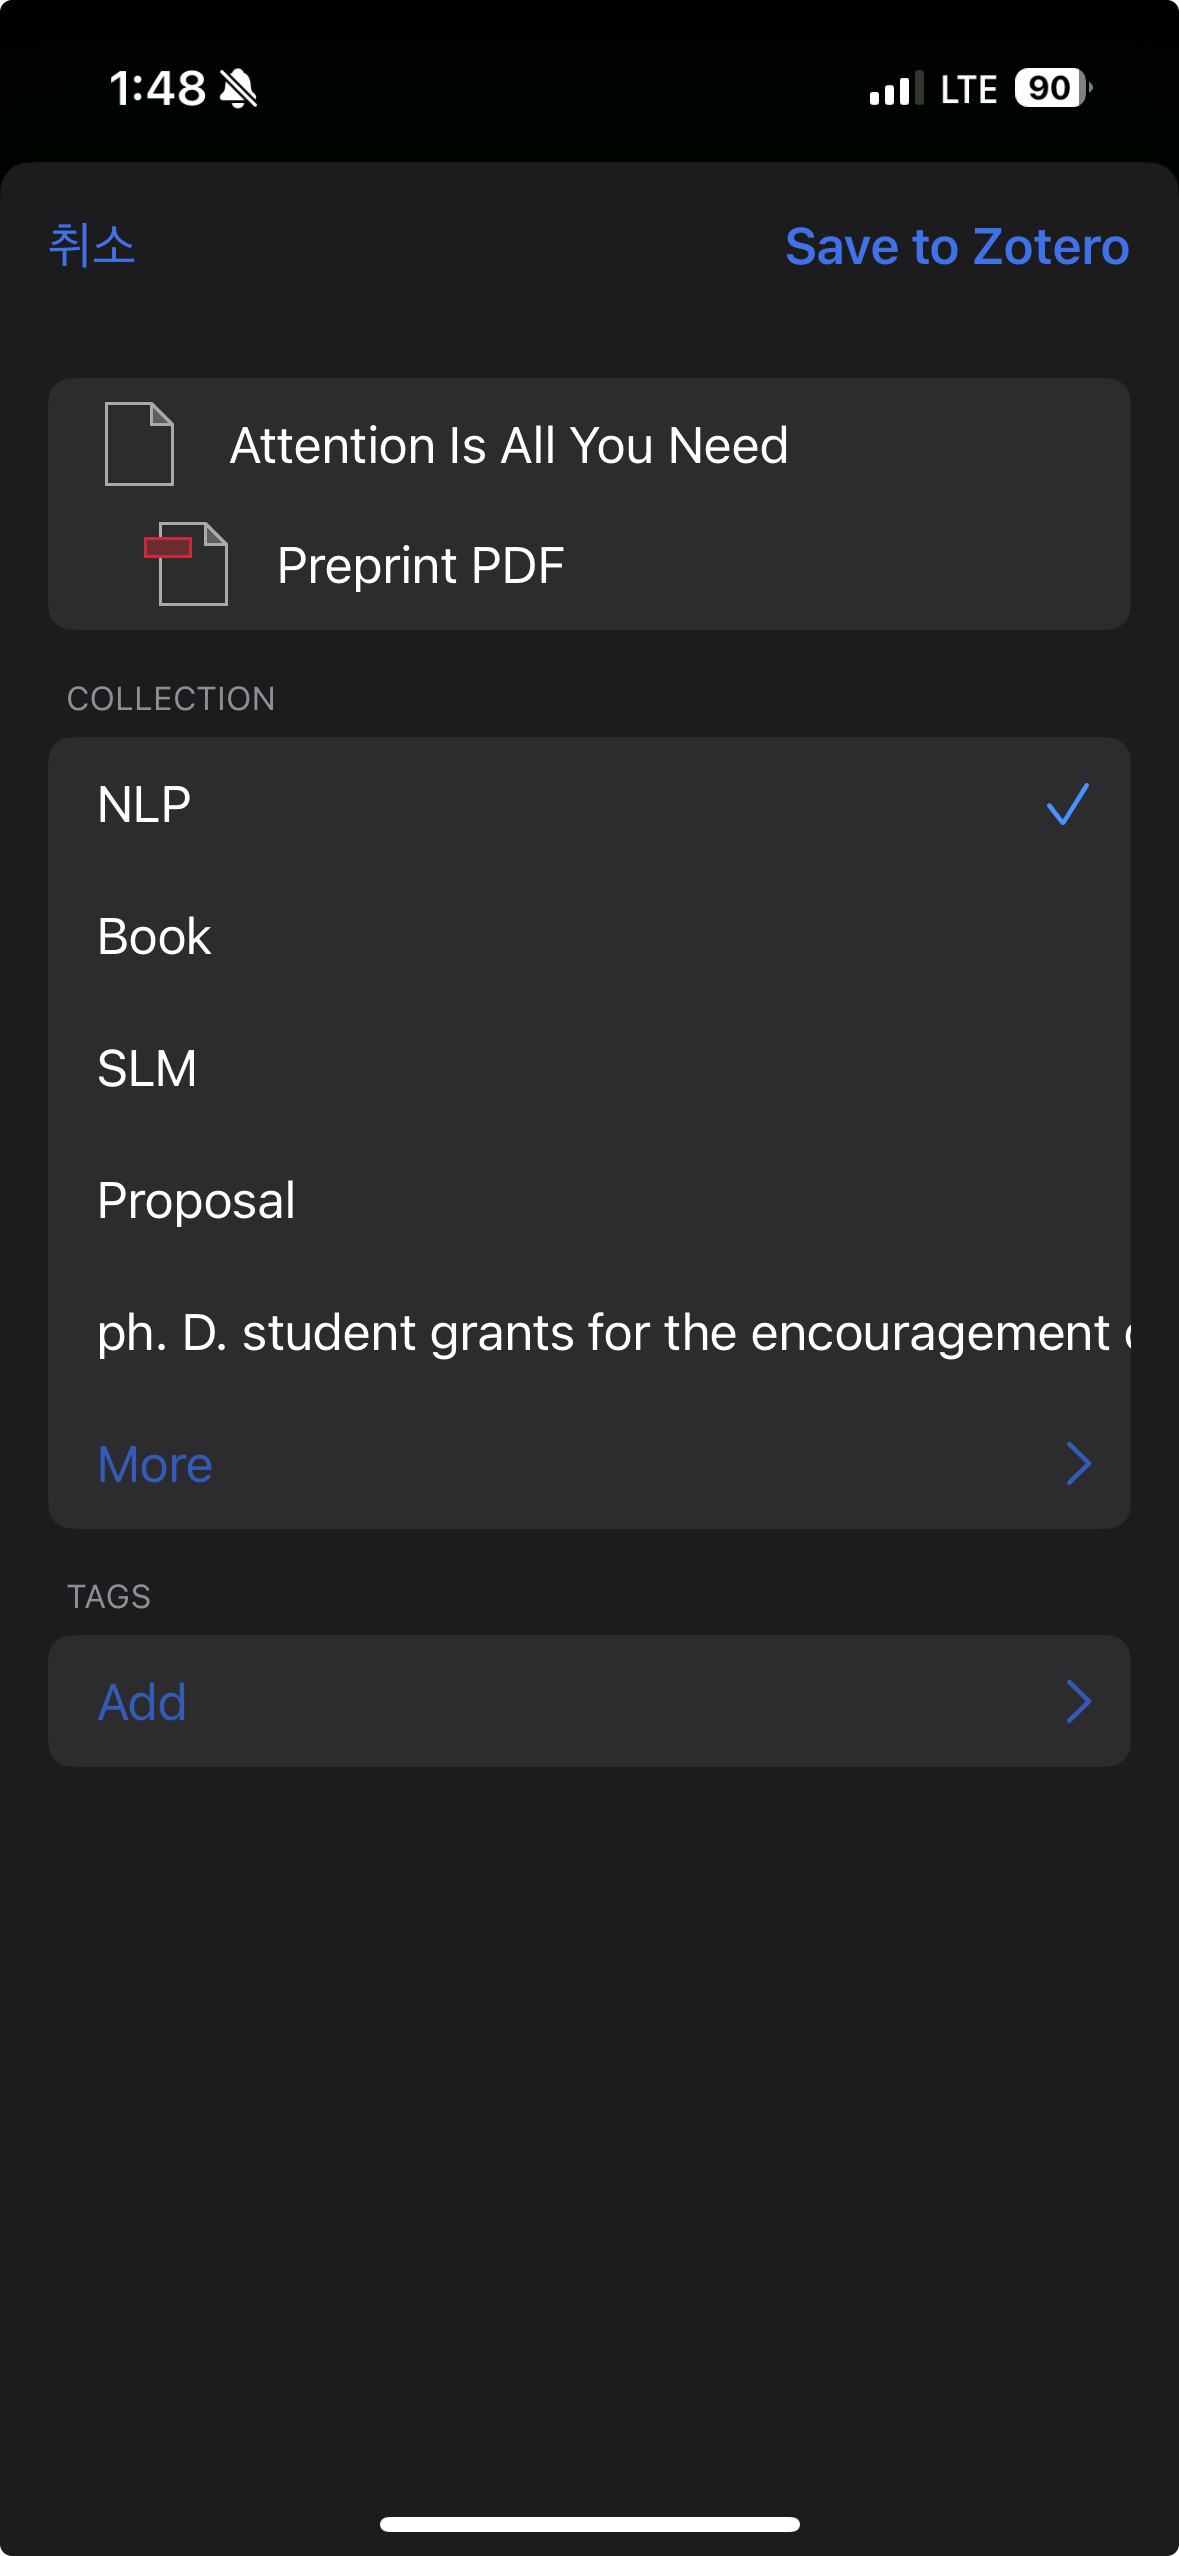 1:48
LTE 90
취소
Save to Zotero
Attention Is All You Need
Preprint PDF
COLLECTION
NLP
Book
SLM
Proposal
ph. D. student grants for the encouragement
More
TAGS
Add